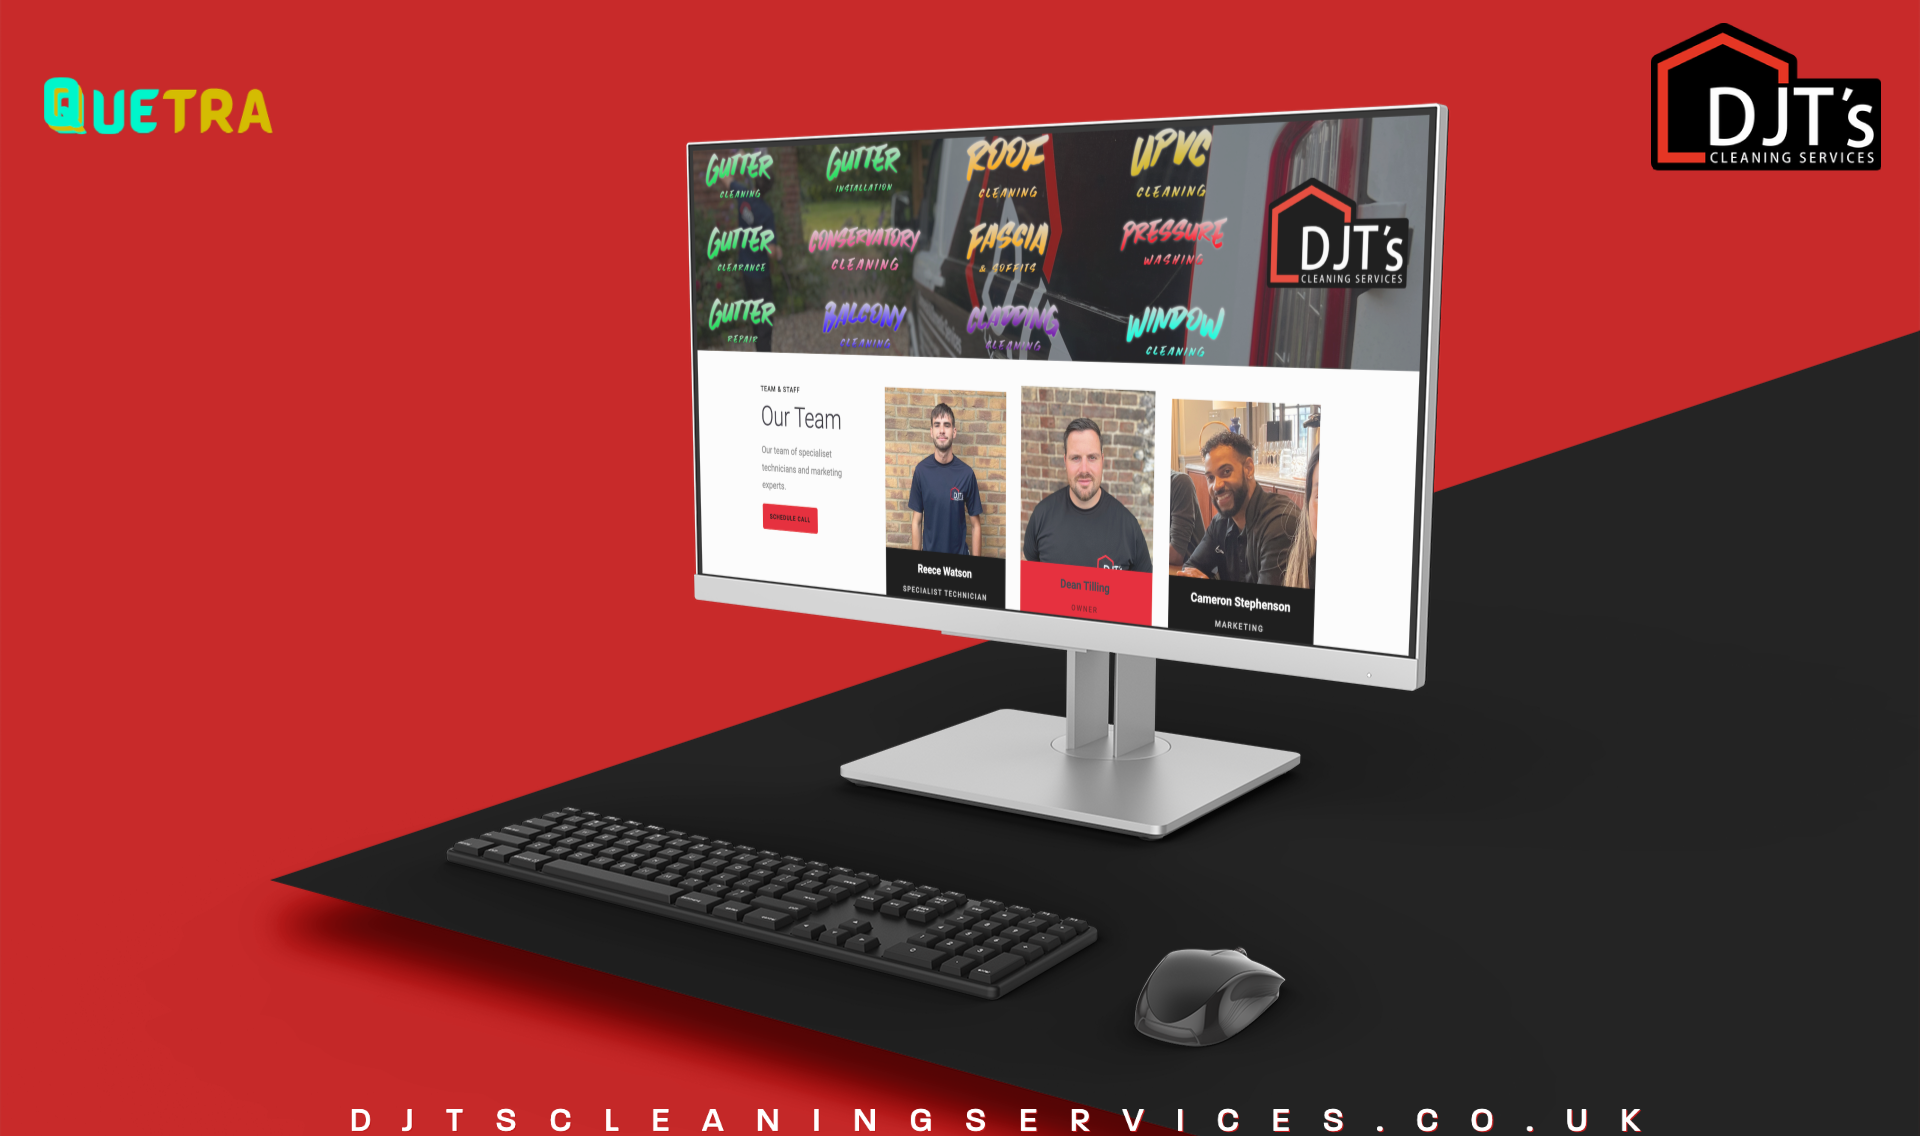 QUETRA
DJT's
CLEANING SERVICES
GUTTER
CLEANING
GUTTER
INSTALLATION
ROOF
CLEANING
UPVC
CLEANING
GUTTER
CLEARANCE
CONSERVATORY
CLEANING
FASCIA
& SOFFITS
PRESSURE
WASHING
DJT's
CLEANING SERVICES
GUTTER
REPAIR
BALCONY
CLEANING
CLADDING
CLEANING
WINDOW
CLEANING
TEAM & STAFF
Our Team
Our team of specialiset
technicians and marketing
experts.
SCHEDULE CALL
Reece Watson
SPECIALIST TECHNICIAN
Dean Tilling
OWNER
Cameron Stephenson
MARKETING
DJTSCLEANINGSERVICES.CO.UK